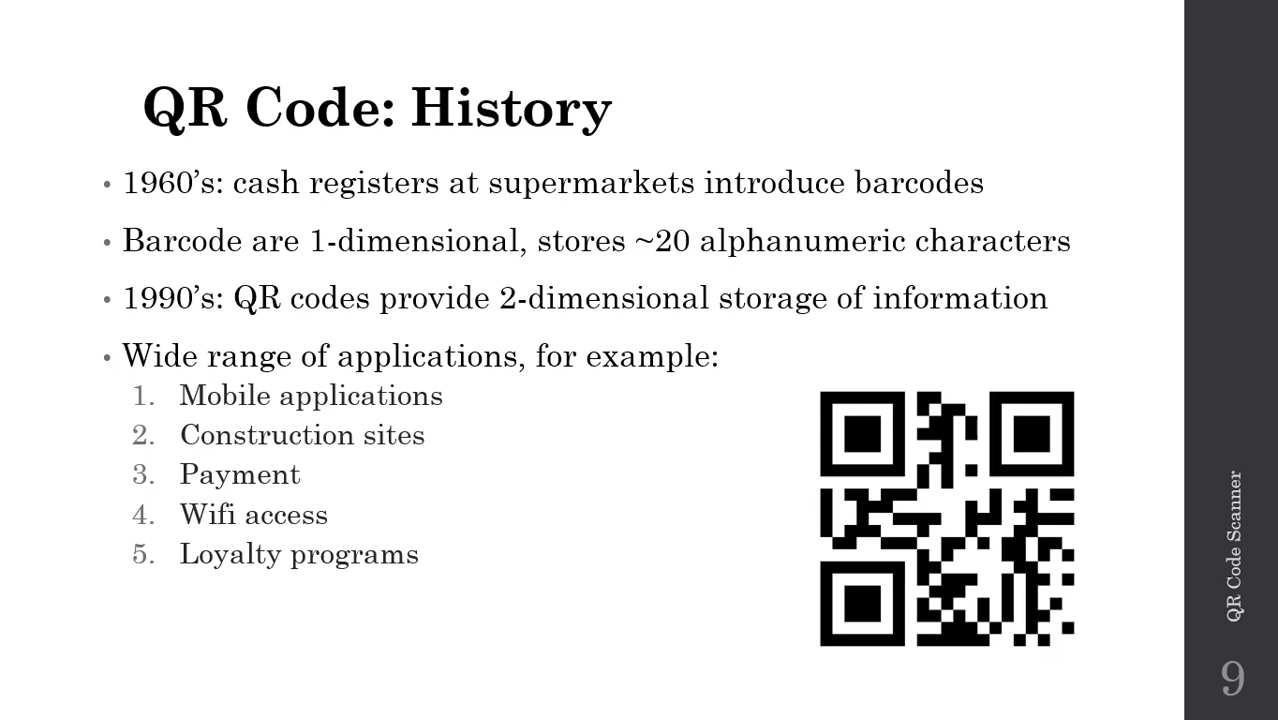 QR Code: History
• 1960’s: cash registers at supermarkets introduce barcodes
• Barcode are 1-dimensional, stores ~20 alphanumeric characters
• 1990’s: QR codes provide 2-dimensional storage of information
• Wide range of applications, for example:
1. Mobile applications
2. Construction sites
3. Payment
4. Wifi access
5. Loyalty programs
QR Code Scanner
9